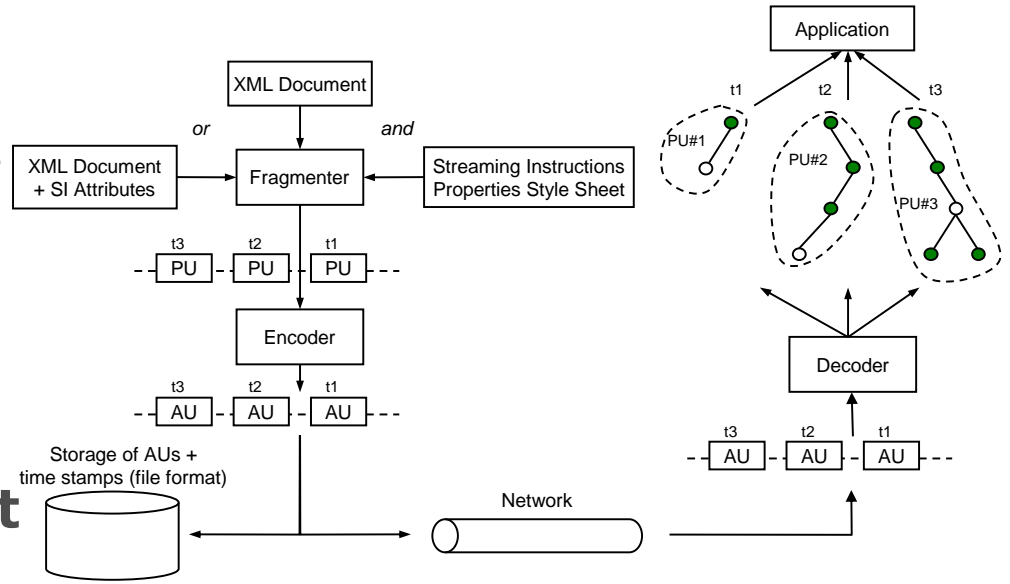 Application
XML Document
t1
t2
t3
or
and
PU#1
PU#2
PU#3
XML Document
+ SI Attributes
Fragmenter
Streaming Instructions
Properties Style Sheet
t3
t2
t1
PU
PU
PU
Encoder
Decoder
t3
t2
t1
AU
AU
AU
t3
t2
t1
AU
AU
AU
Storage of AUs +
time stamps (file format)
Network
t